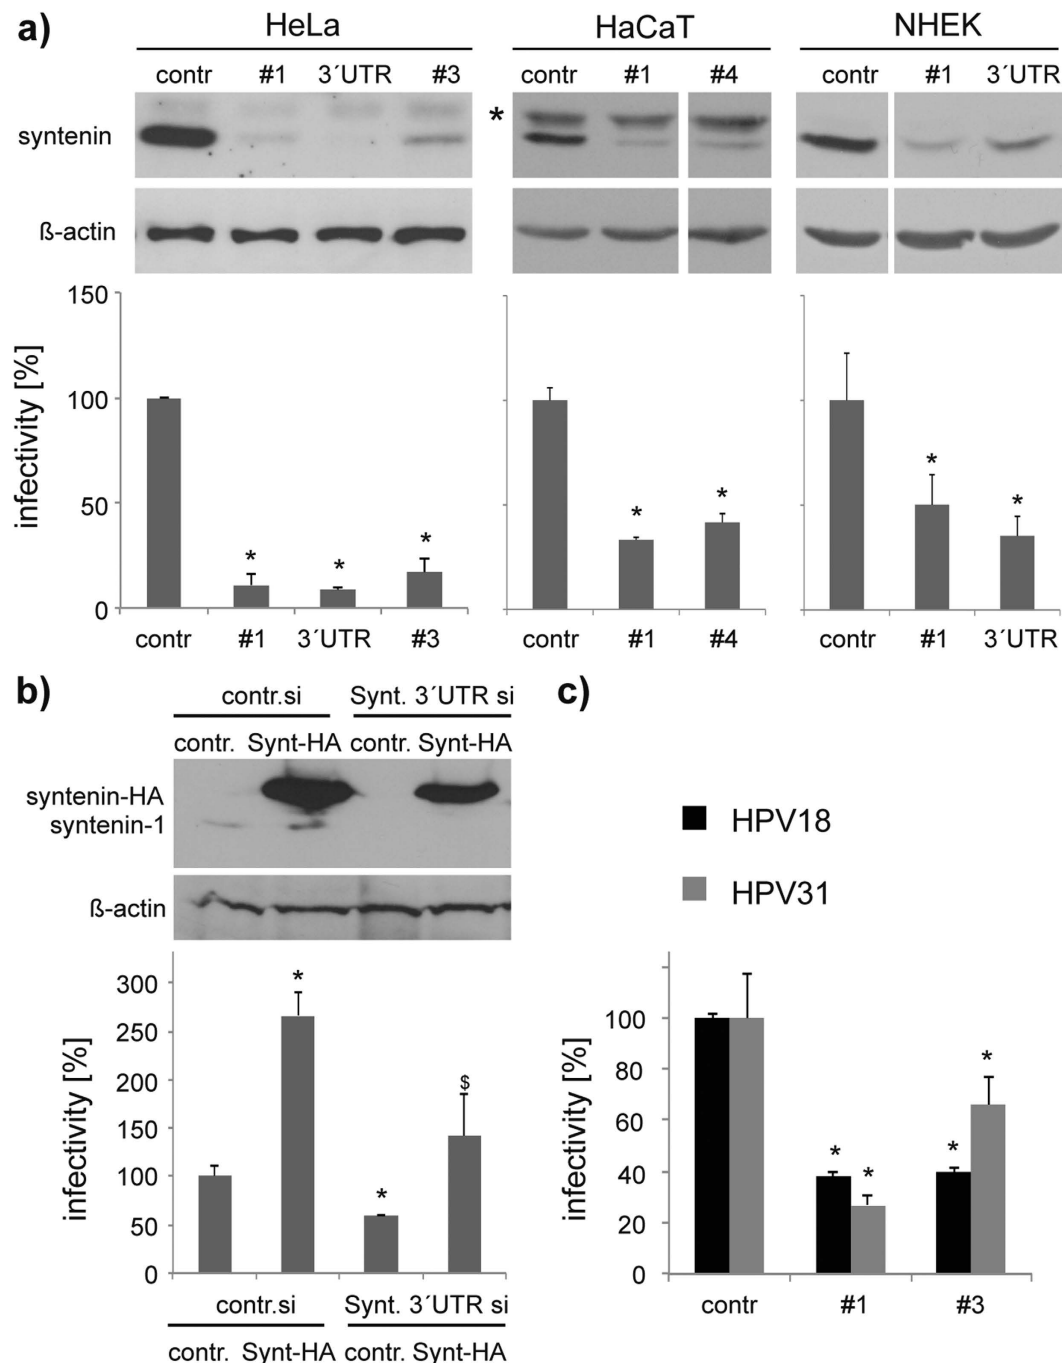 a) HeLa HaCaT NHEK
contr #1 3´UTR #3 contr #1 #4 contr #1 3´UTR
*
syntenin
ß-actin
150
100
50
0
infectivity [%]
* * * * * * *
contr #1 3´UTR #3 contr #1 #4 contr #1 3´UTR
b)
contr.si Synt. 3´UTR si
contr. Synt-HA contr. Synt-HA
syntenin-HA
syntenin-1
ß-actin
300
250
200
150
100
50
0
infectivity [%]
* * $
contr.si Synt. 3´UTR si
contr. Synt-HA contr. Synt-HA
c)
HPV18
HPV31
100
80
60
40
20
0
infectivity [%]
* * * *
contr #1 #3